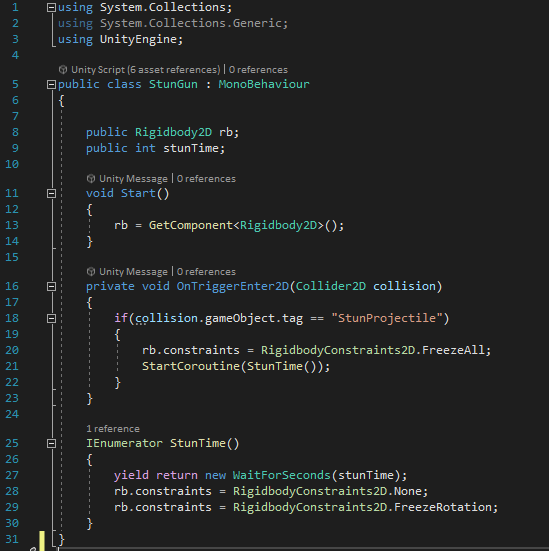 1 using System.Collections;
2 using System.Collections.Generic;
3 using UnityEngine;
4
Unity Script (6 asset references) | 0 references
5 public class StunGun : MonoBehaviour
6 {
7
8 public Rigidbody2D rb;
9 public int stunTime;
10
Unity Message | 0 references
11 void Start()
12 {
13 rb = GetComponent<Rigidbody2D>();
14 }
15
Unity Message | 0 references
16 private void OnTriggerEnter2D(Collider2D collision)
17 {
18 if(collision.gameObject.tag == "StunProjectile")
19 {
20 rb.constraints = RigidbodyConstraints2D.FreezeAll;
21 StartCoroutine(StunTime());
22 }
23 }
24
1 reference
25 IEnumerator StunTime()
26 {
27 yield return new WaitForSeconds(stunTime);
28 rb.constraints = RigidbodyConstraints2D.None;
29 rb.constraints = RigidbodyConstraints2D.FreezeRotation;
30 }
31 }